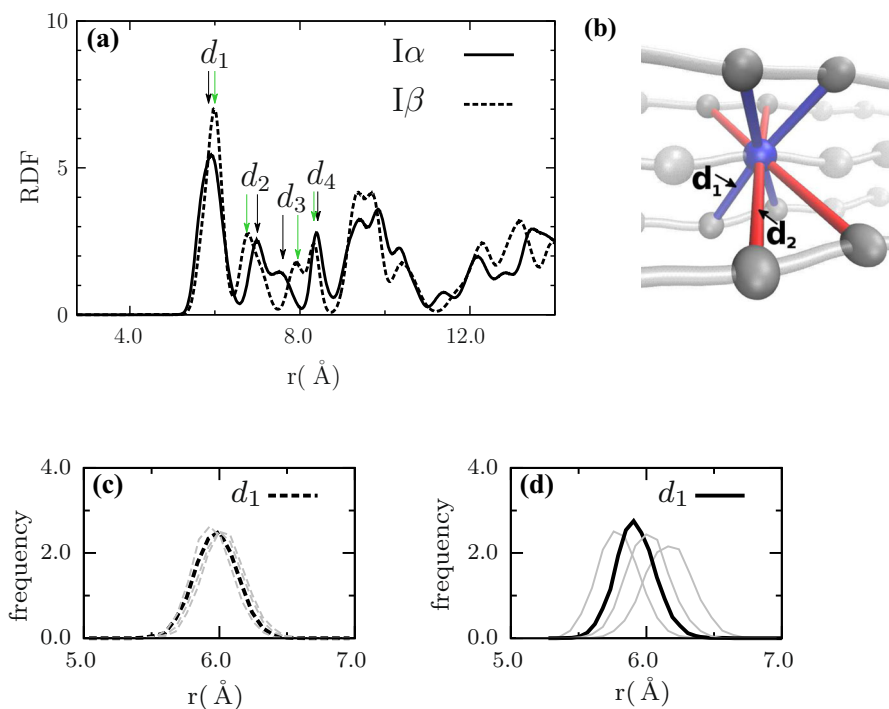 (a)
10
5
0
RDF
d1
d2
d3
d4
Iα
Iβ
4.0
8.0
12.0
r( Å)
(b)
d1
d2
(c)
4.0
2.0
0.0
frequency
d1
5.0
6.0
7.0
r( Å)
(d)
4.0
2.0
0.0
frequency
d1
5.0
6.0
7.0
r( Å)